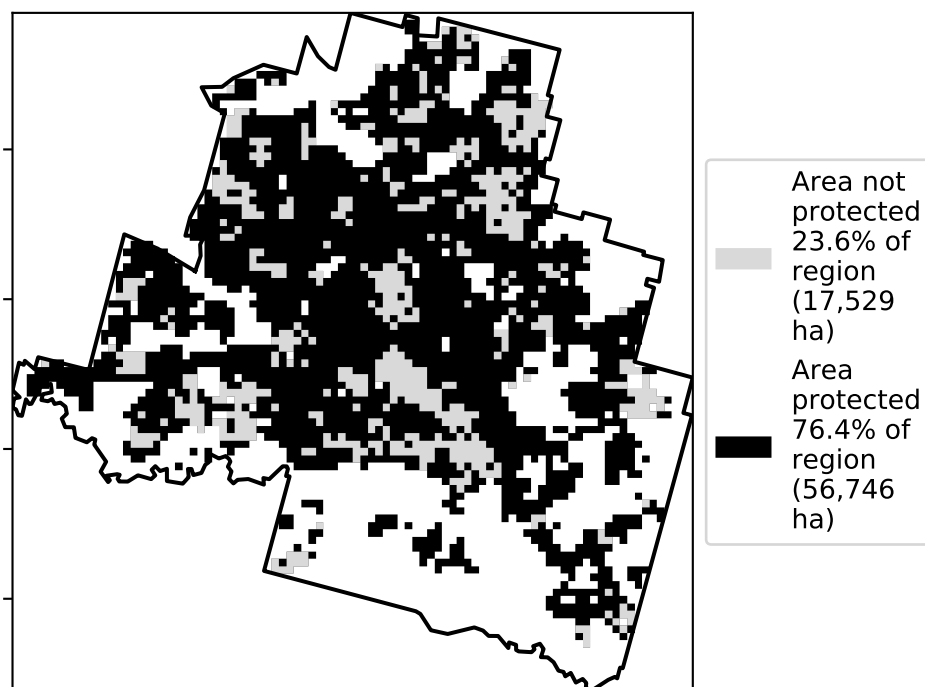 Area not
protected
23.6% of
region
(17,529
ha)
Area
protected
76.4% of
region
(56,746
ha)